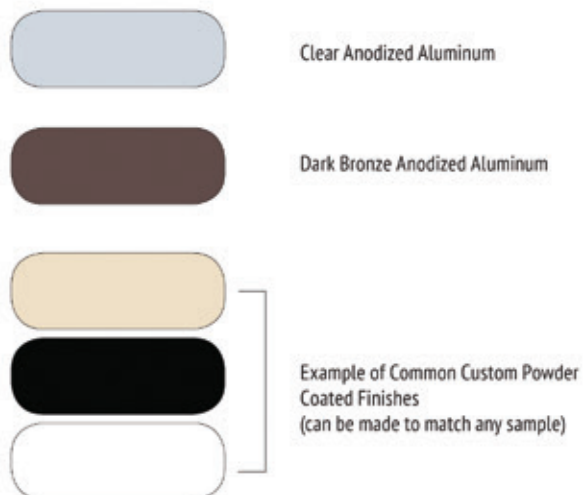 Clear Anodized Aluminum
Dark Bronze Anodized Aluminum
Example of Common Custom Powder
Coated Finishes
(can be made to match any sample)